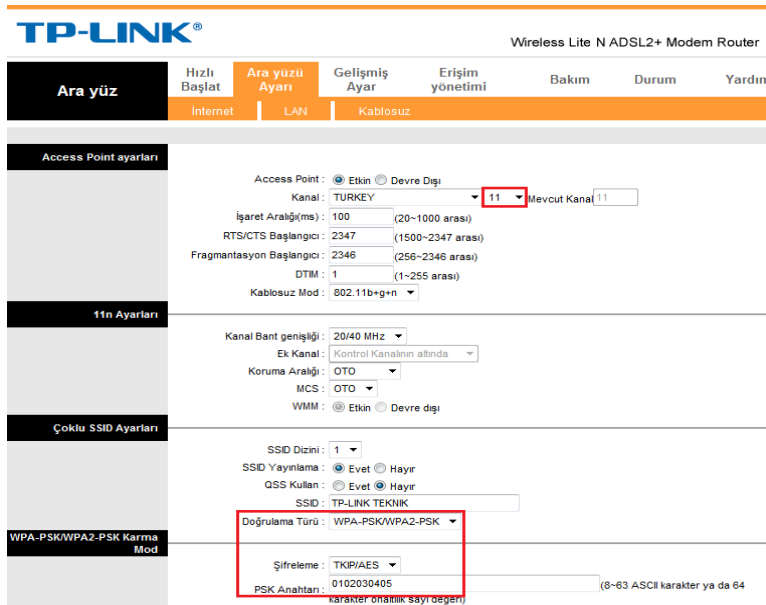 TP-LINK®
Wireless Lite N ADSL2+ Modem Router
Ara yüz
Hızlı Başlat
Ara yüzü Ayarı
Gelişmiş Ayar
Erişim yönetimi
Bakım
Durum
Yardın
İnternet
LAN
Kablosuz
Access Point ayarları
Access Point : Etkin Devre Dışı
Kanal : TURKEY 11 Mevcut Kanal 11
İşaret Aralığı(ms) : 100 (20~1000 arası)
RTS/CTS Başlangıcı : 2347 (1500~2347 arası)
Fragmantasyon Başlangıcı : 2346 (256~2346 arası)
DTIM : 1 (1~255 arası)
Kablosuz Mod : 802.11b+g+n
11n Ayarları
Kanal Bant genişliği : 20/40 MHz
Ek Kanal : Kontrol Kanalının altında
Koruma Aralığı : OTO
MCS : OTO
WMM : Etkin Devre dışı
Çoklu SSID Ayarları
SSID Dizini : 1
SSID Yayınlama : Evet Hayır
QSS Kullan : Evet Hayır
SSID : TP-LINK TEKNIK
Doğrulama Türü : WPA-PSK/WPA2-PSK
WPA-PSK/WPA2-PSK Karma
Mod
Şifreleme : TKIP/AES
PSK Anahtarı : 0102030405 (8~63 ASCII karakter ya da 64
karakter onaltılık sayı değeri)